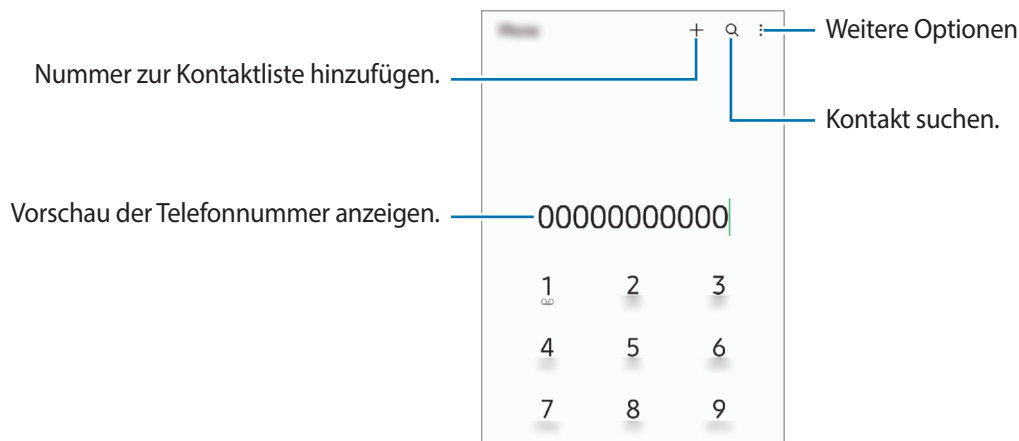 Weitere Optionen
Nummer zur Kontaktliste hinzufügen.
Kontakt suchen.
Vorschau der Telefonnummer anzeigen.
00000000000
1 2 3
4 5 6
7 8 9